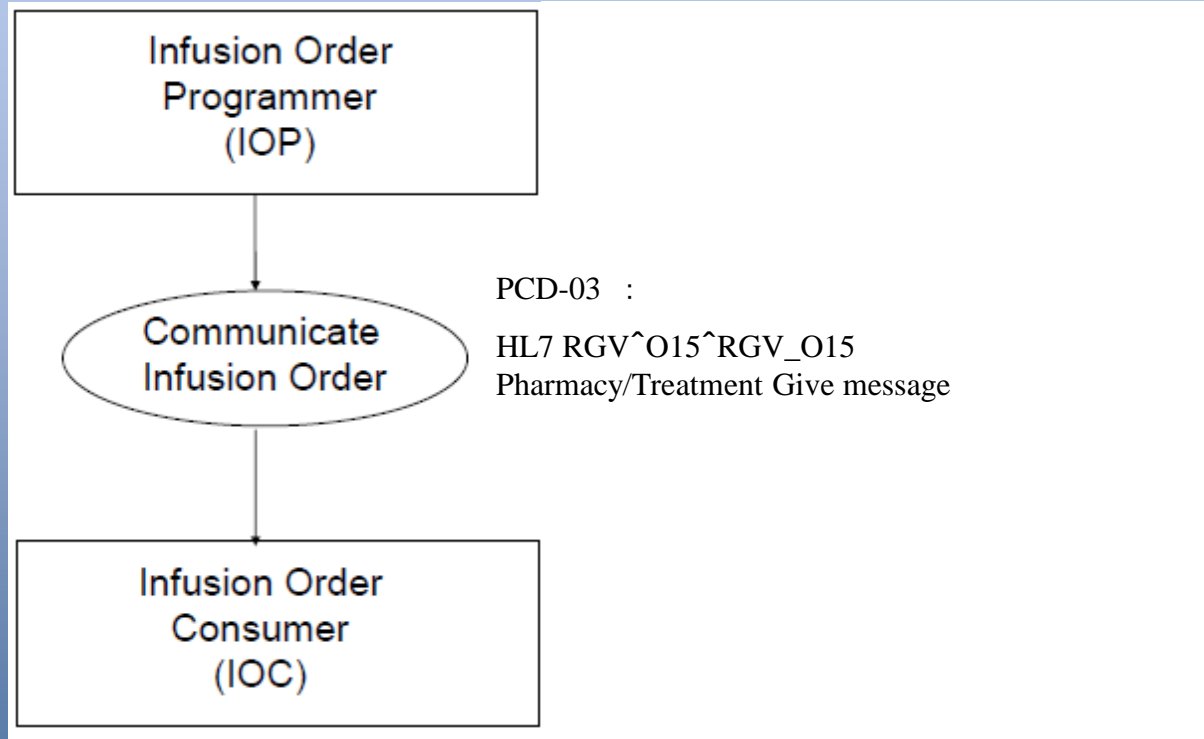 Infusion Order
Programmer
(IOP)
Communicate
Infusion Order
PCD-03 :
HL7 RGV^O15^RGV_O15
Pharmacy/Treatment Give message
Infusion Order
Consumer
(IOC)